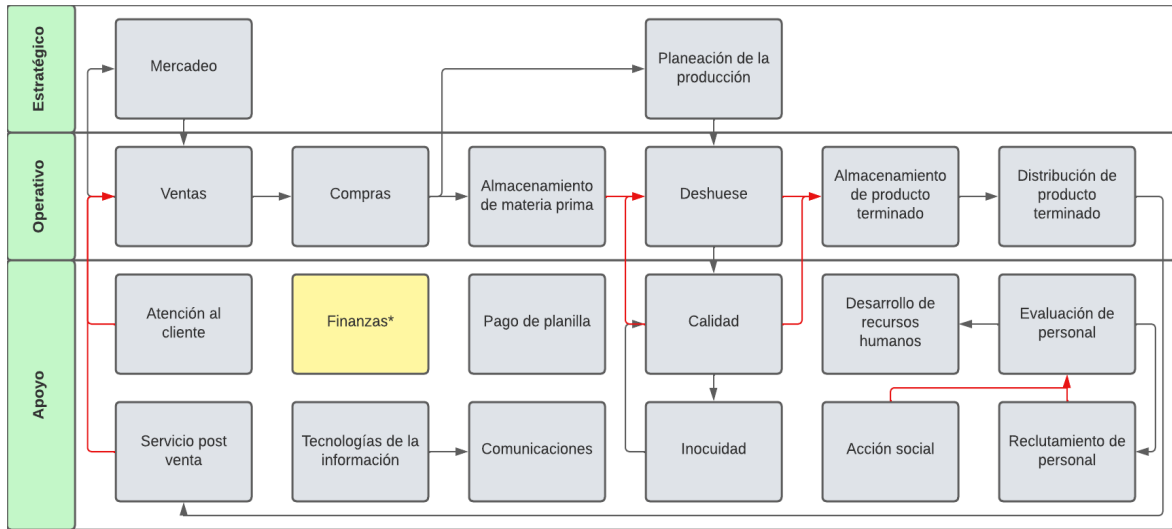 Estratégico
Mercadeo
Planeación de la
producción
Operativo
Ventas
Compras
Almacenamiento
de materia prima
Deshuese
Almacenamiento
de producto
terminado
Distribución de
producto
terminado
Apoyo
Atención al
cliente
Finanzas*
Pago de planilla
Calidad
Desarrollo de
recursos
humanos
Evaluación de
personal
Servicio post
venta
Tecnologías de la
información
Comunicaciones
Inocuidad
Acción social
Reclutamiento de
personal